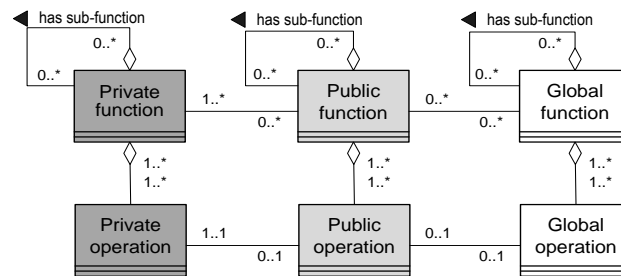 has sub-function has sub-function has sub-function
0..* 0..* 0..*
0..* 0..* 0..*
Private Public Global
function function function
1..* 0..* 0..* 0..*
1..* 1..* 1..*
1..* 1..* 1..*
Private Public Global
operation operation operation
1..1 0..1 0..1 0..1